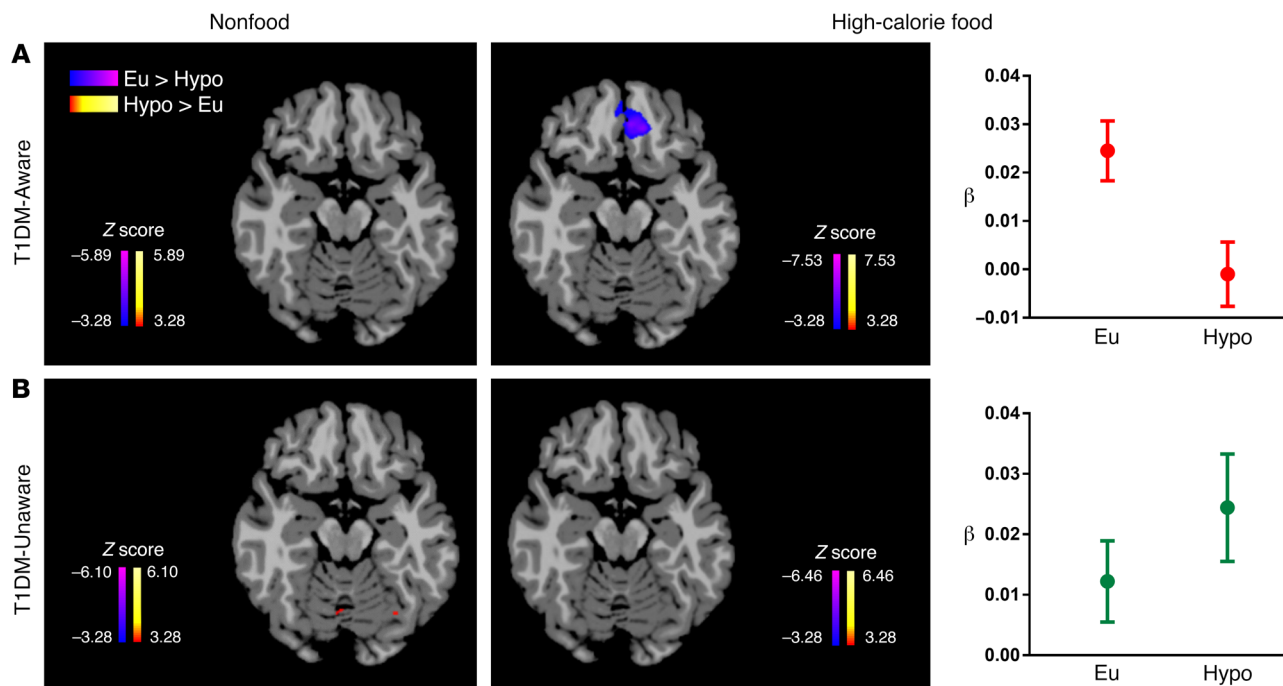 Nonfood
High-calorie food
A
T1DM-Aware
Eu > Hypo
Hypo > Eu
Z score
–5.89
5.89
–3.28
3.28
Z score
–7.53
7.53
–3.28
3.28
0.04
0.03
0.02
β
0.01
0.00
–0.01
Eu
Hypo
B
T1DM-Unaware
Z score
–6.10
6.10
–3.28
3.28
Z score
–6.46
6.46
–3.28
3.28
0.04
0.03
β
0.02
0.01
0.00
Eu
Hypo